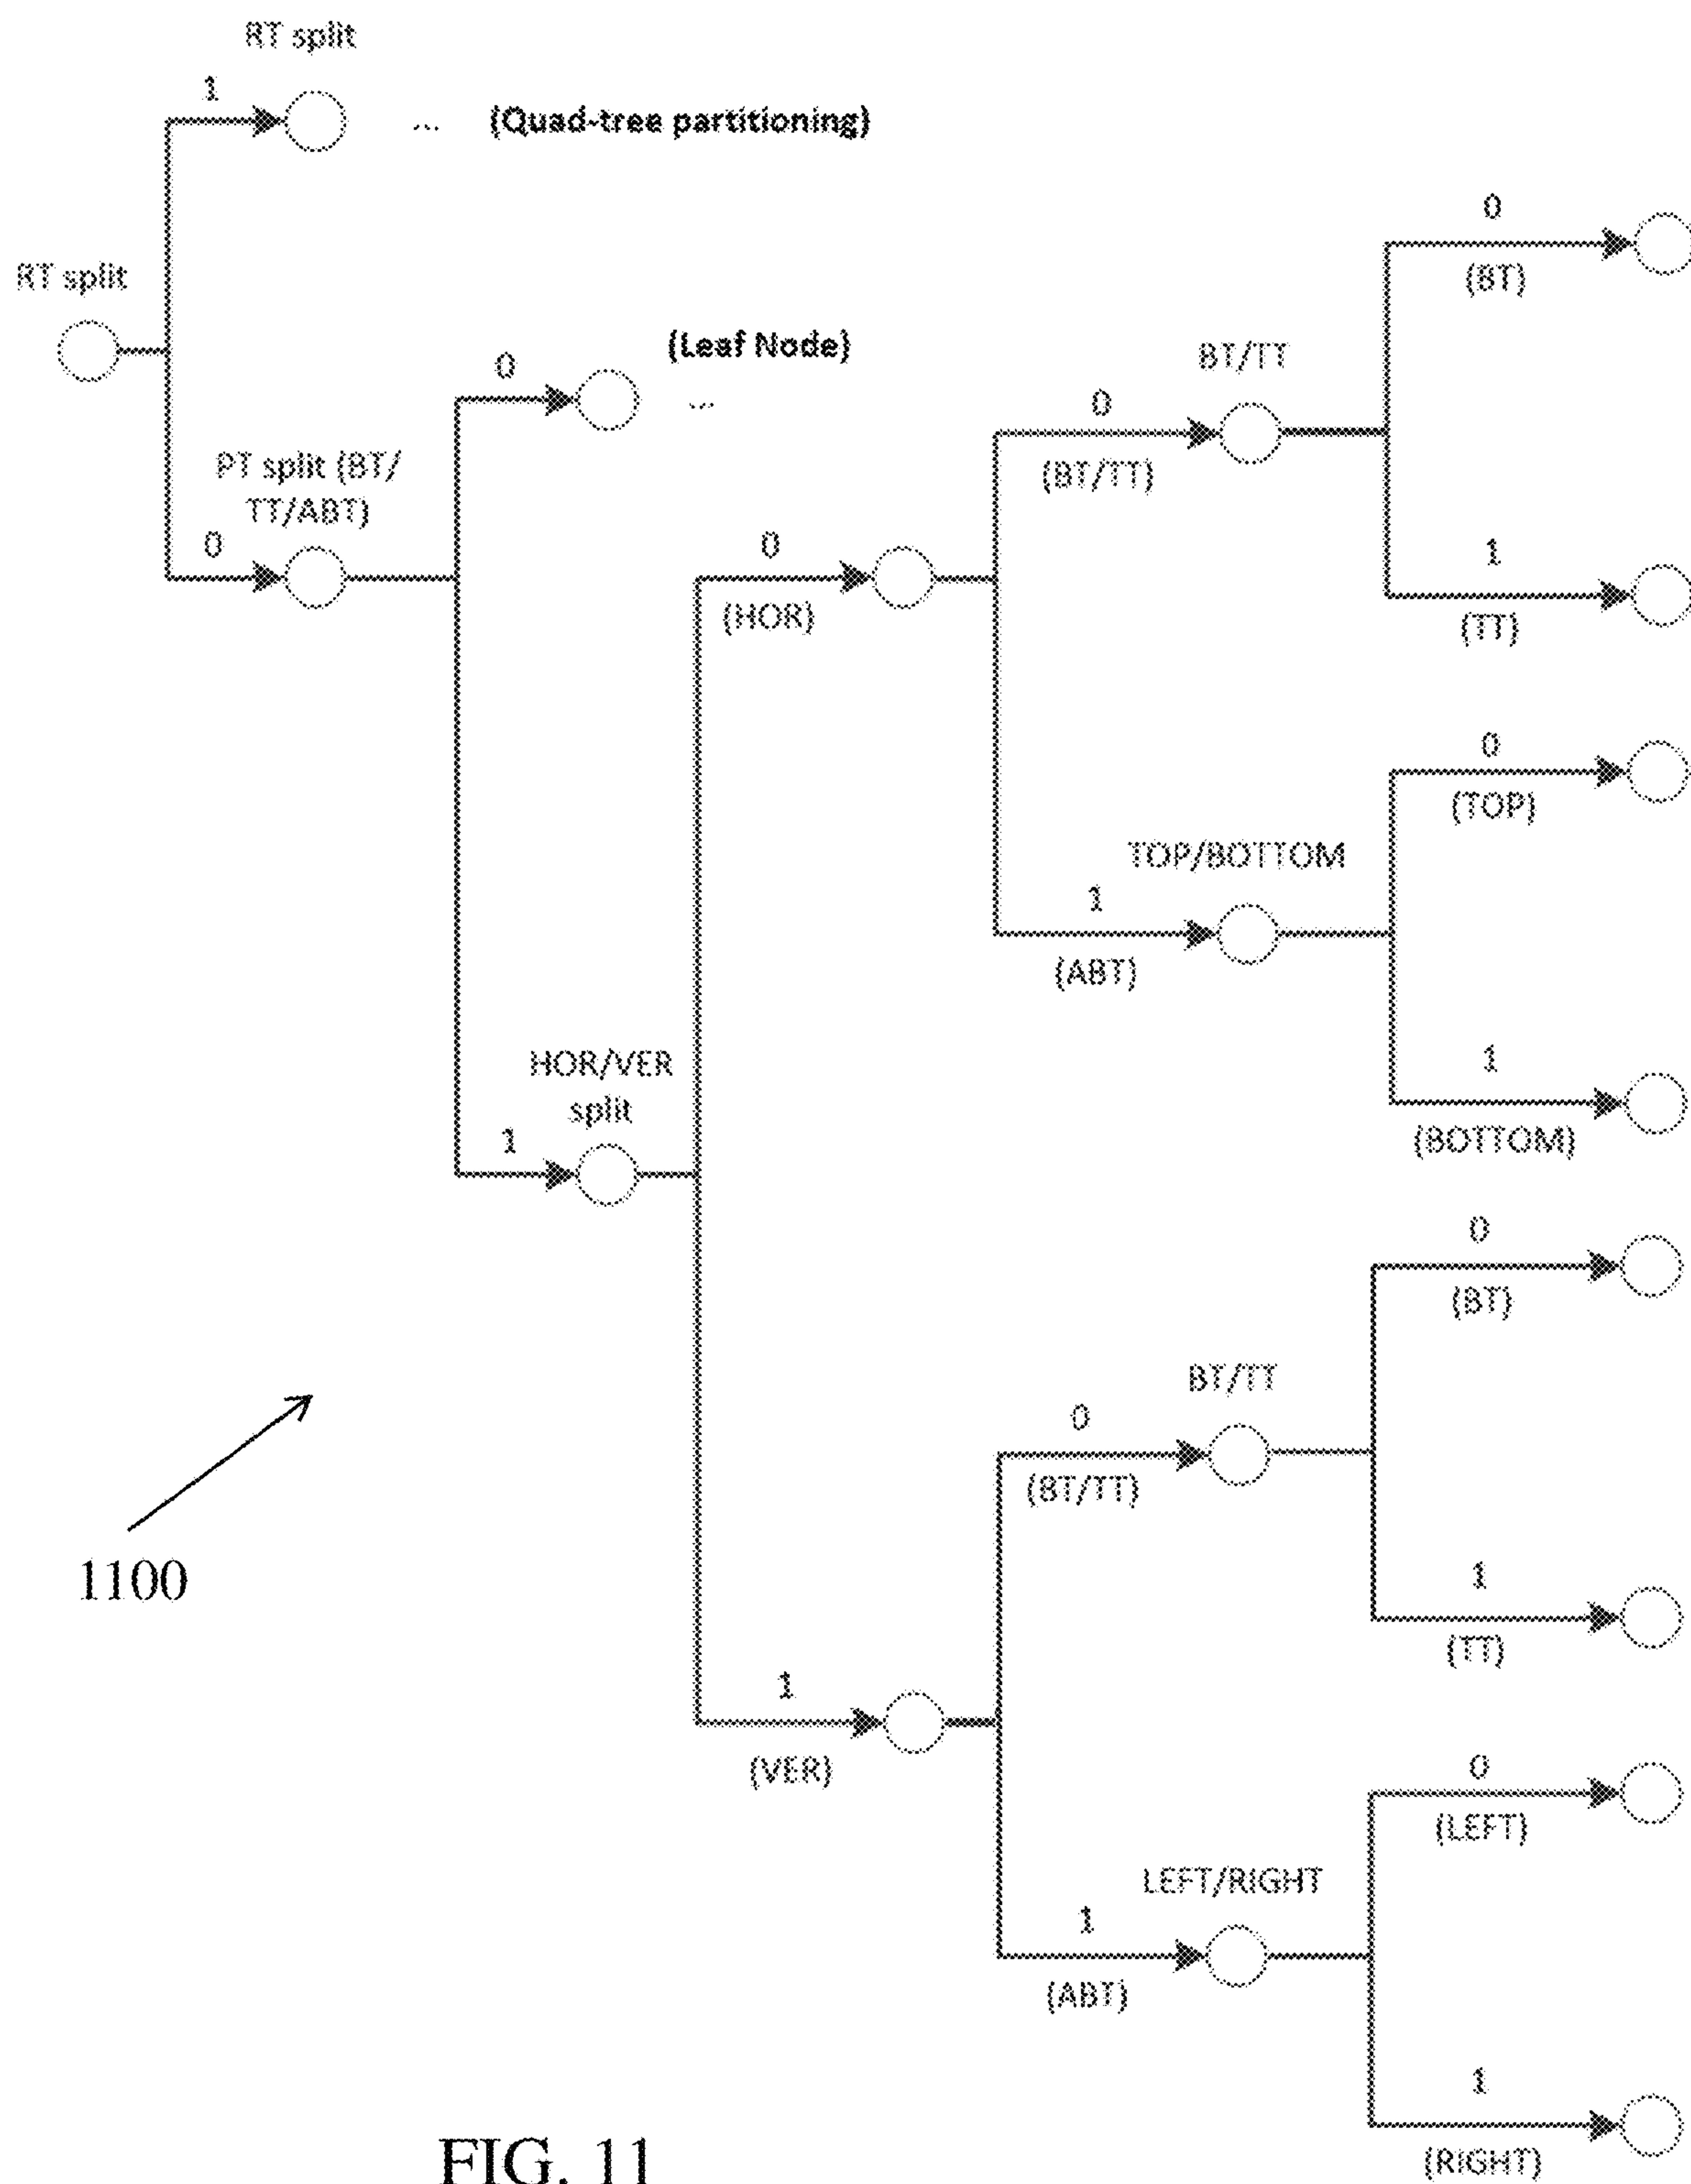 RT split
1
... (Quad-tree partitioning)
RT split
0
(BT)
(Leaf Node)
0
...
BT/TT
0
(BT/TT)
PT split (BT/
TT/ABT)
0
0
(HOR)
1
(TT)
0
(TOP)
TOP/BOTTOM
1
(ABT)
HOR/VER
split
1
1
(BOTTOM)
0
(BT)
BT/TT
0
(BT/TT)
1100
1
(TT)
1
(VER)
0
(LEFT)
LEFT/RIGHT
1
(ABT)
1
(RIGHT)
FIG. 11